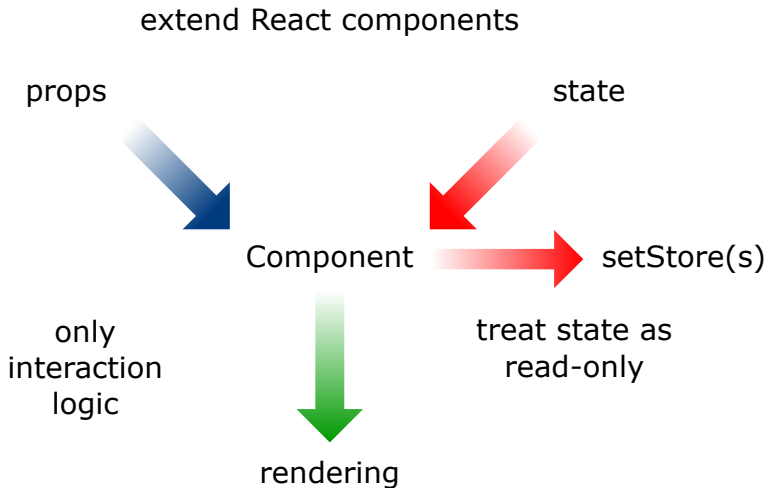 extend React components
props
state
Component
setStore(s)
only
interaction
logic
treat state as
read-only
rendering